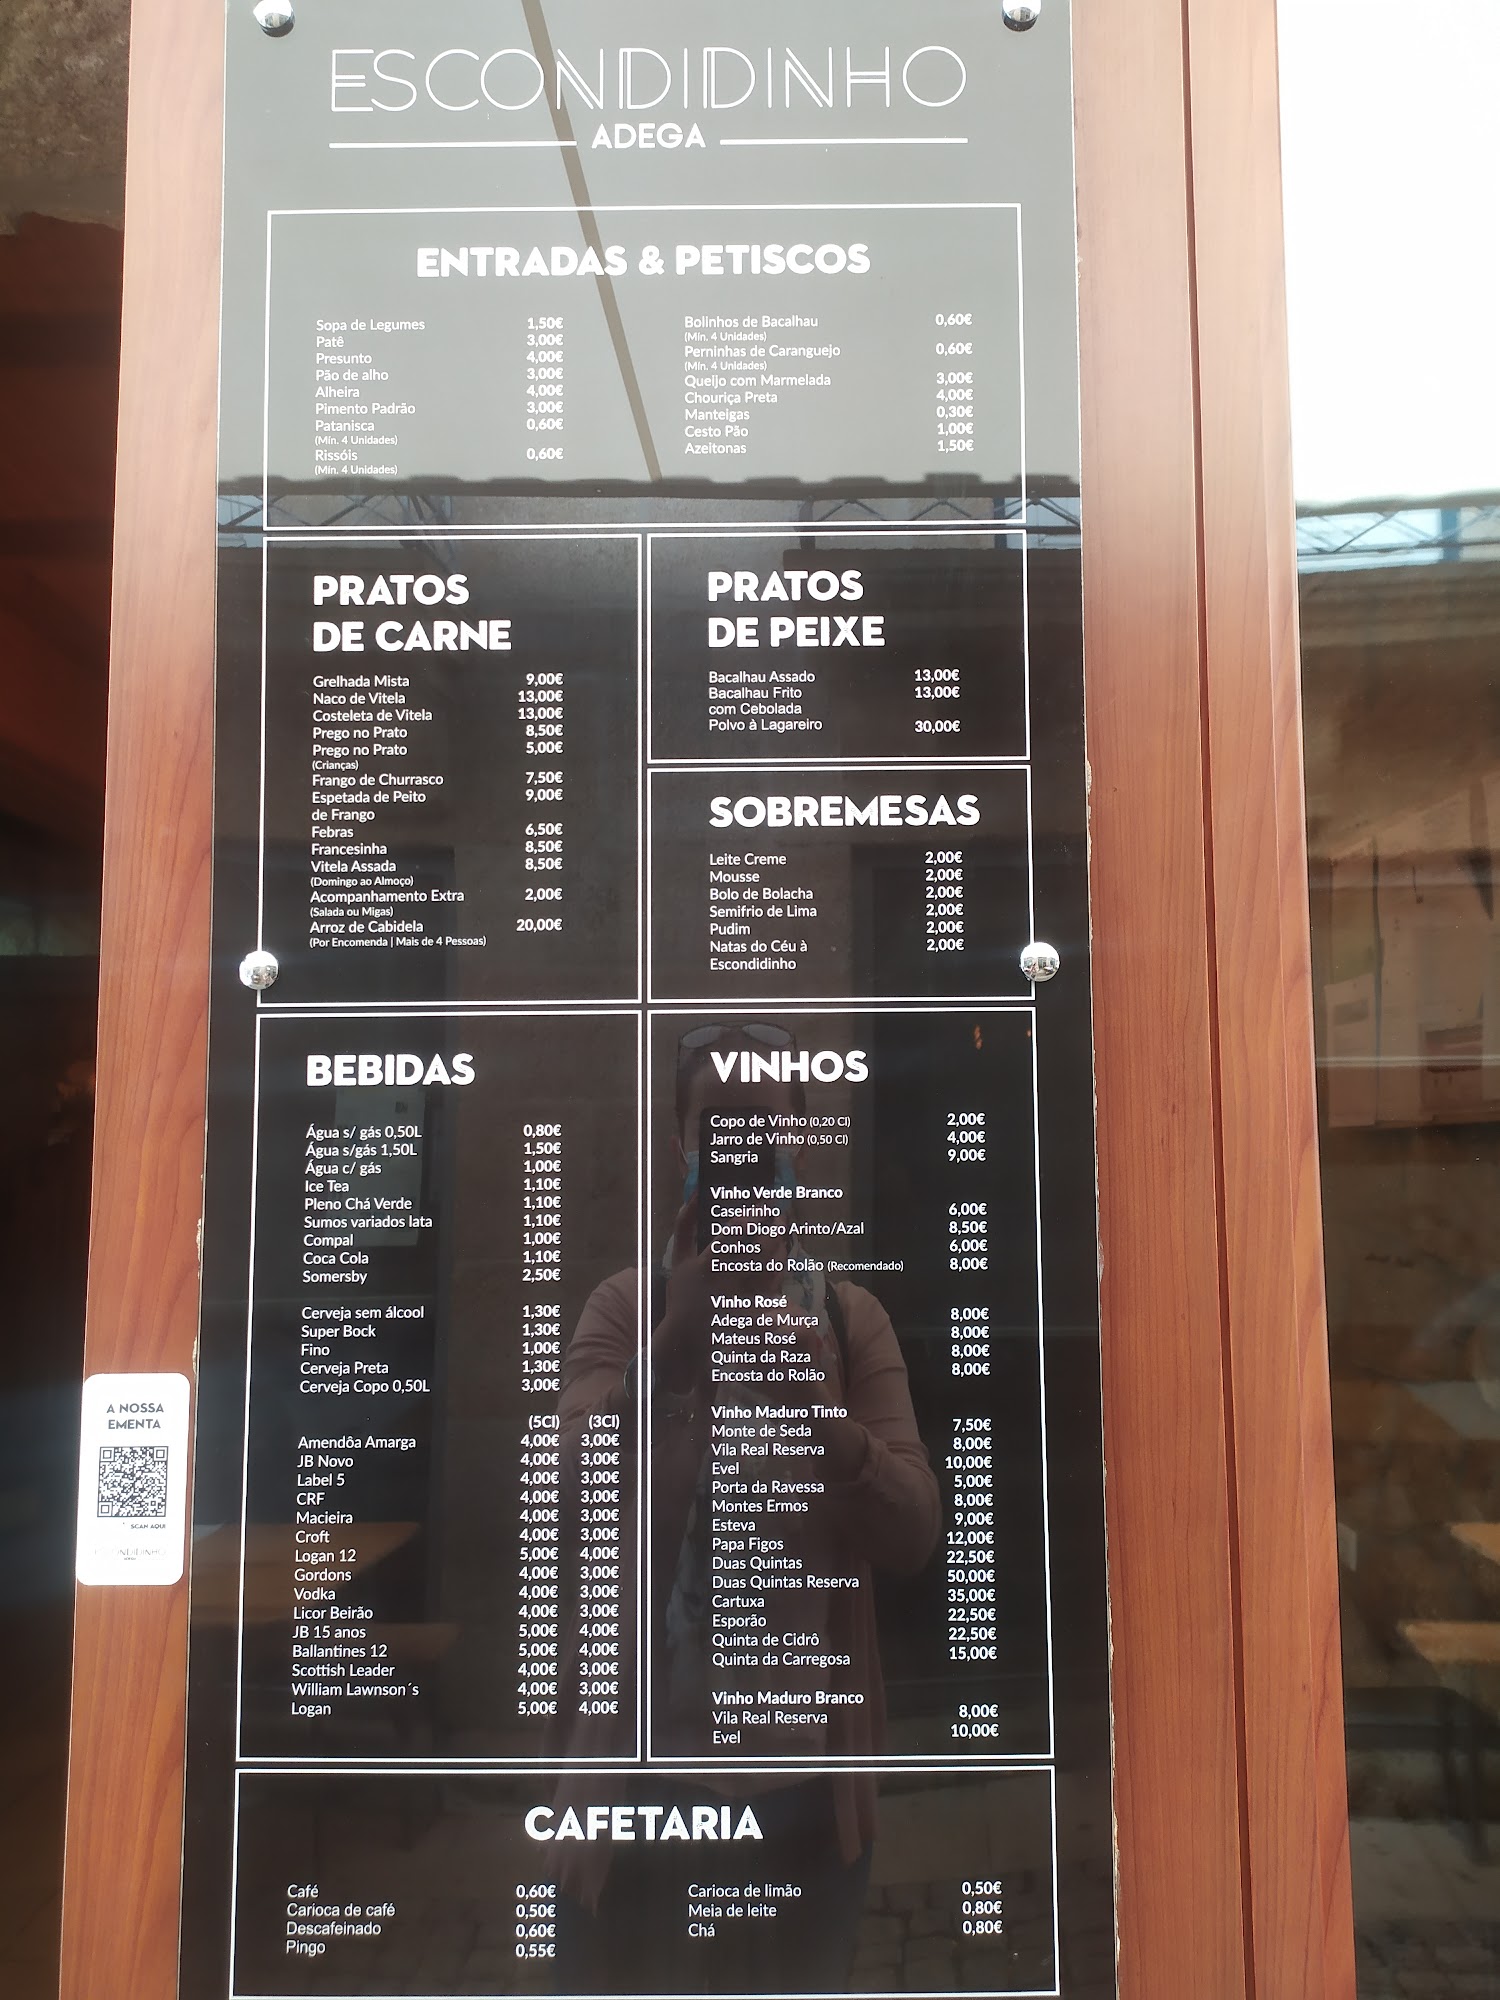 ESCONDIDINHO
ADEGA
ENTRADAS & PETISCOS
Sopa de Legumes 1,50€
Patê 3,00€
Presunto 4,00€
Pão de alho 3,00€
Alheira 4,00€
Pimento Padrão 3,00€
Patanisca 0,60€
(Mín. 4 Unidades)
Rissóis 0,60€
(Mín. 4 Unidades)
Bolinhos de Bacalhau 0,60€
(Mín. 4 Unidades)
Perninhas de Caranguejo 0,60€
(Mín. 4 Unidades)
Queijo com Marmelada 3,00€
Chouriça Preta 4,00€
Manteigas 0,30€
Cesto Pão 1,00€
Azeitonas 1,50€
PRATOS
DE CARNE
Grelhada Mista 9,00€
Naco de Vitela 13,00€
Costeleta de Vitela 13,00€
Prego no Prato 8,50€
Prego no Prato 5,00€
(Crianças)
Frango de Churrasco 7,50€
Espetada de Peito 9,00€
de Frango
Febras 6,50€
Francesinha 8,50€
Vitela Assada 8,50€
(Domingo ao Almoço)
Acompanhamento Extra 2,00€
(Salada ou Migas)
Arroz de Cabidela 20,00€
(Por Encomenda | Mais de 4 Pessoas)
PRATOS
DE PEIXE
Bacalhau Assado 13,00€
Bacalhau Frito 13,00€
com Cebolada
Polvo à Lagareiro 30,00€
SOBREMESAS
Leite Creme 2,00€
Mousse 2,00€
Bolo de Bolacha 2,00€
Semifrio de Lima 2,00€
Pudim 2,00€
Natas do Céu à 2,00€
Escondidinho
BEBIDAS
Água s/ gás 0,50L 0,80€
Água s/gás 1,50L 1,50€
Água c/ gás 1,00€
Ice Tea 1,10€
Pleno Chá Verde 1,10€
Sumos variados lata 1,10€
Compal 1,00€
Coca Cola 1,10€
Somersby 2,50€
Cerveja sem álcool 1,30€
Super Bock 1,30€
Fino 1,00€
Cerveja Preta 1,30€
Cerveja Copo 0,50L 3,00€
(5Cl) (3Cl)
Amendôa Amarga 4,00€ 3,00€
JB Novo 4,00€ 3,00€
Label 5 4,00€ 3,00€
CRF 4,00€ 3,00€
Macieira 4,00€ 3,00€
Croft 4,00€ 3,00€
Logan 12 5,00€ 4,00€
Gordons 4,00€ 3,00€
Vodka 4,00€ 3,00€
Licor Beirão 4,00€ 3,00€
JB 15 anos 5,00€ 4,00€
Ballantines 12 5,00€ 4,00€
Scottish Leader 4,00€ 3,00€
William Lawnson´s 4,00€ 3,00€
Logan 5,00€ 4,00€
VINHOS
Copo de Vinho (0,20 Cl) 2,00€
Jarro de Vinho (0,50 Cl) 4,00€
Sangria 9,00€
Vinho Verde Branco
Caseirinho 6,00€
Dom Diogo Arinto/Azal 8,50€
Conhos 6,00€
Encosta do Rolão (Recomendado) 8,00€
Vinho Rosé
Adega de Murça 8,00€
Mateus Rosé 8,00€
Quinta da Raza 8,00€
Encosta do Rolão 8,00€
Vinho Maduro Tinto
Monte de Seda 7,50€
Vila Real Reserva 8,00€
Evel 10,00€
Porta da Ravessa 5,00€
Montes Ermos 8,00€
Esteva 9,00€
Papa Figos 12,00€
Duas Quintas 22,50€
Duas Quintas Reserva 50,00€
Cartuxa 35,00€
Esporão 22,50€
Quinta de Cidrô 22,50€
Quinta da Carregosa 15,00€
Vinho Maduro Branco
Vila Real Reserva 8,00€
Evel 10,00€
A NOSSA
EMENTA
SCAN AQUI
ESCONDIDINHO
CAFETARIA
Café 0,60€
Carioca de café 0,50€
Descafeinado 0,60€
Pingo 0,55€
Carioca de limão 0,50€
Meia de leite 0,80€
Chá 0,80€